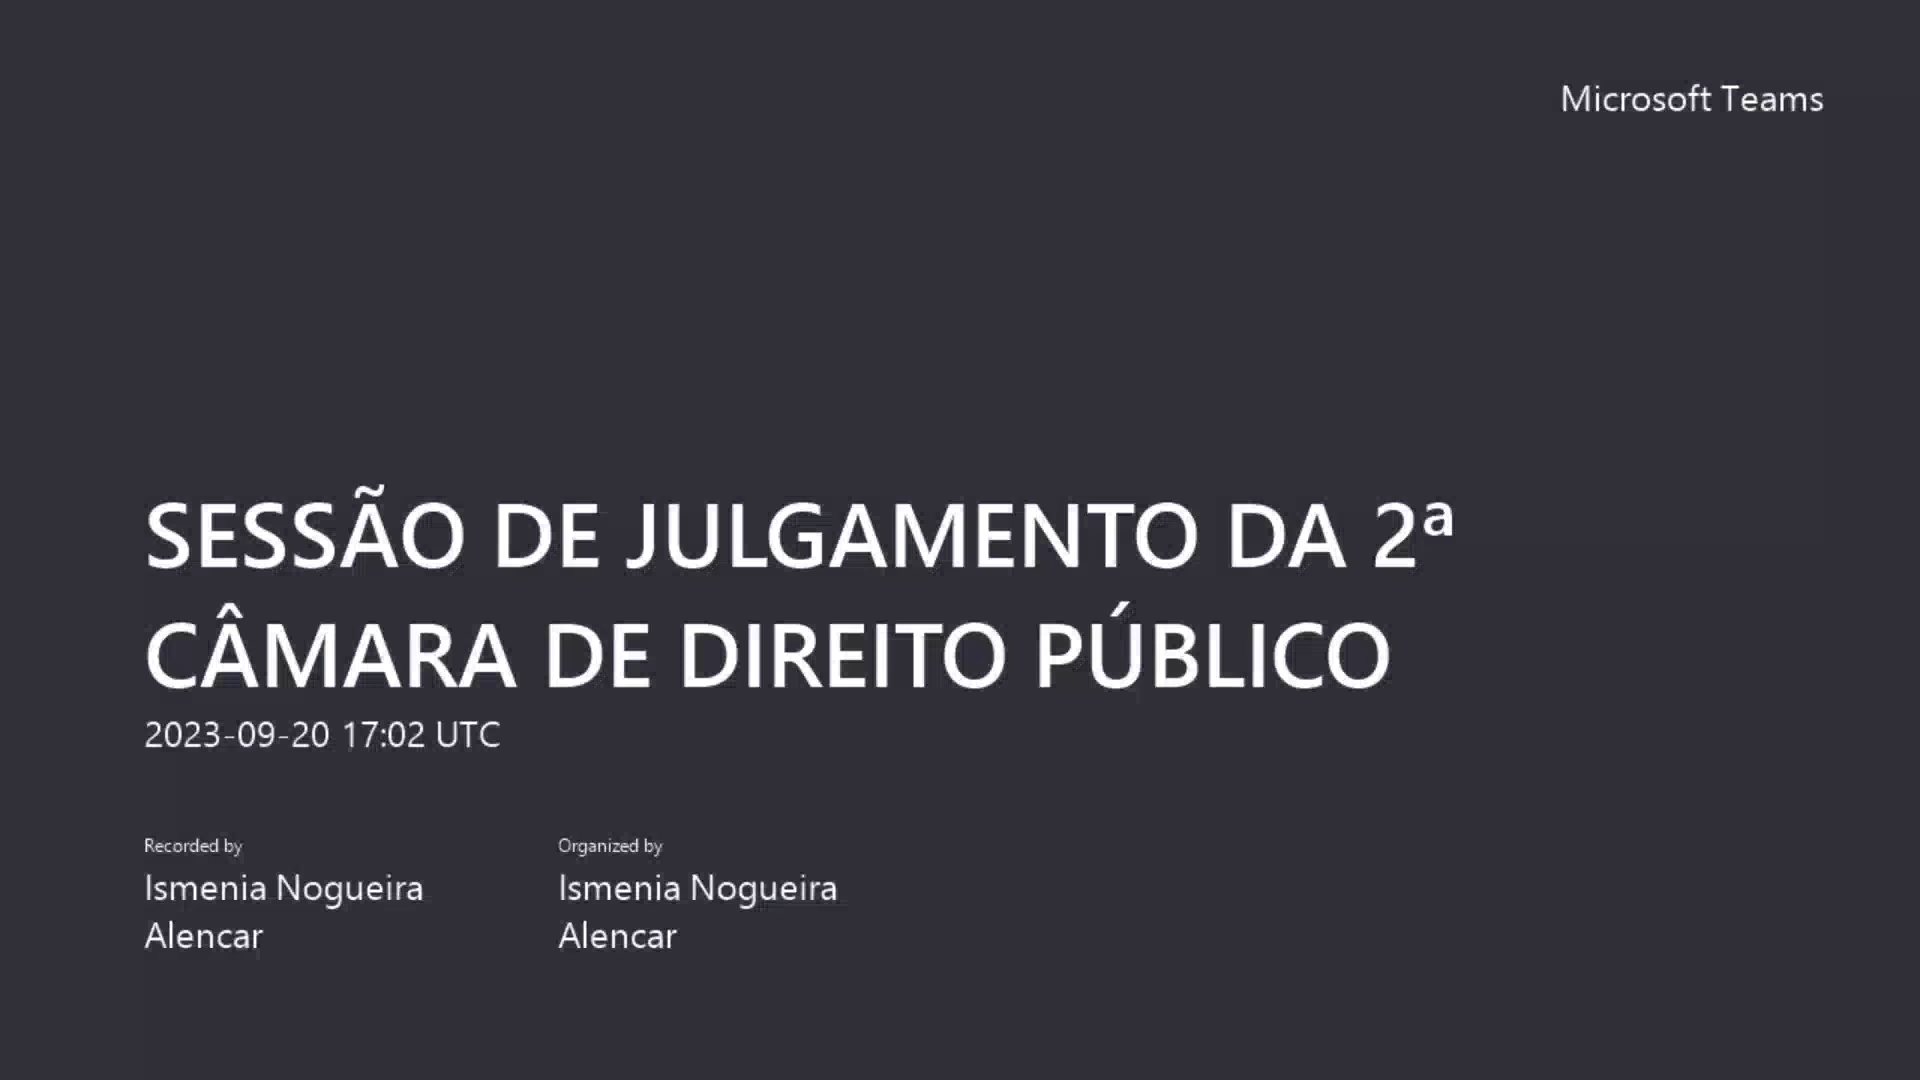 Microsoft Teams
SESSÃO DE JULGAMENTO DA 2ª
CÂMARA DE DIREITO PÚBLICO
2023-09-20 17:02 UTC
Recorded by
Ismenia Nogueira
Alencar
Organized by
Ismenia Nogueira
Alencar